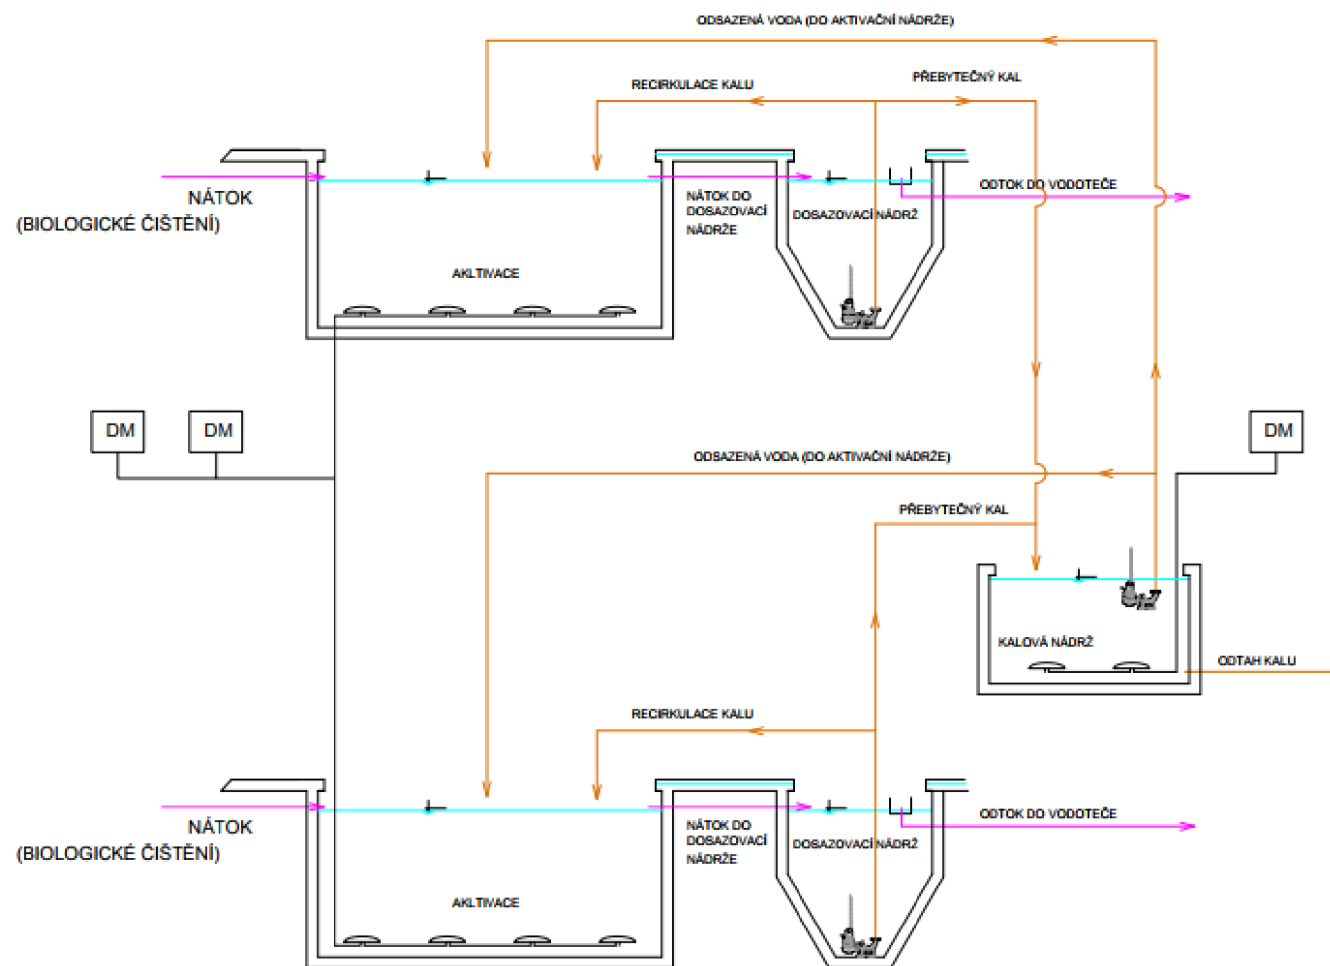 ODSAZENÁ VODA (DO AKTIVAČNÍ NÁDRŽE)
RECIRKULACE KALU
PŘEBYTEČNÝ KAL
NÁTOK
(BIOLOGICKÉ ČIŠTĚNÍ)
NÁTOK DO
DOSAZOVACÍ
NÁDRŽE
DOSAZOVACÍ NÁDRŽ
ODTOK DO VODOTEČE
AKLTIVACE
DM
DM
DM
ODSAZENÁ VODA (DO AKTIVAČNÍ NÁDRŽE)
PŘEBYTEČNÝ KAL
KALOVÁ NÁDRŽ
ODTAH KALU
RECIRKULACE KALU
NÁTOK
(BIOLOGICKÉ ČIŠTĚNÍ)
NÁTOK DO
DOSAZOVACÍ
NÁDRŽE
DOSAZOVACÍ NÁDRŽ
ODTOK DO VODOTEČE
AKLTIVACE